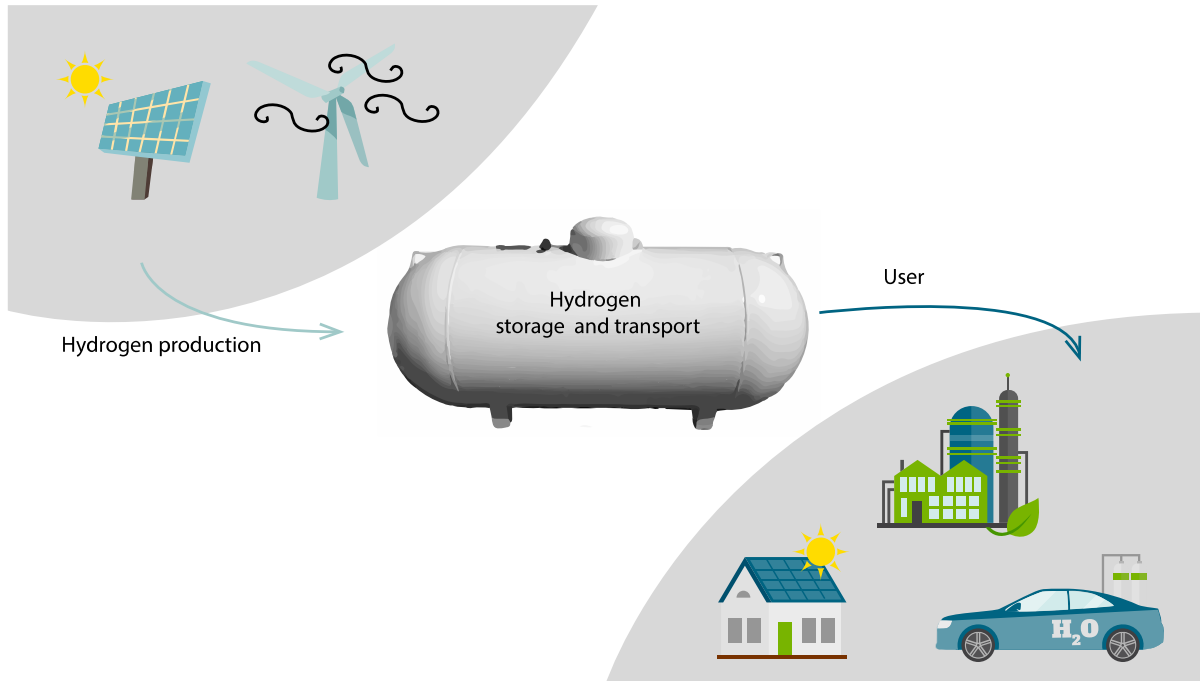 Hydrogen production
Hydrogen
storage and transport
User
H2O